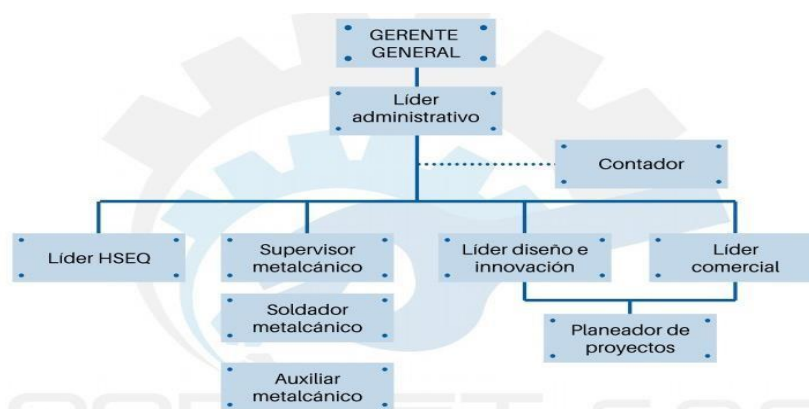 GERENTE
GENERAL
Líder
administrativo
Contador
Líder HSEQ
Supervisor
metalcánico
Líder diseño e
innovación
Líder
comercial
Soldador
metalcánico
Planeador de
proyectos
Auxiliar
metalcánico